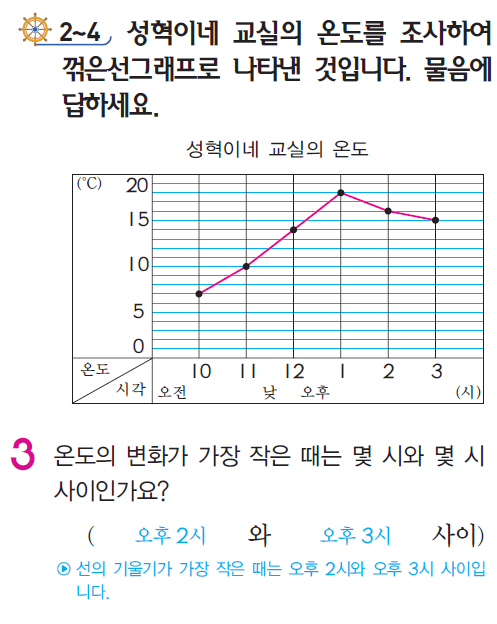 2~4 성혁이네 교실의 온도를 조사하여
꺾은선그래프로 나타낸 것입니다. 물음에
답하세요.
성혁이네 교실의 온도
(℃)
20
15
10
5
0
온도
시각
10 11 12 1 2 3
오전 낮 오후 (시)
3 온도의 변화가 가장 작은 때는 몇 시와 몇 시
사이인가요?
( 오후 2시 와 오후 3시 사이)
선의 기울기가 가장 작은 때는 오후 2시와 오후 3시 사이입
니다.